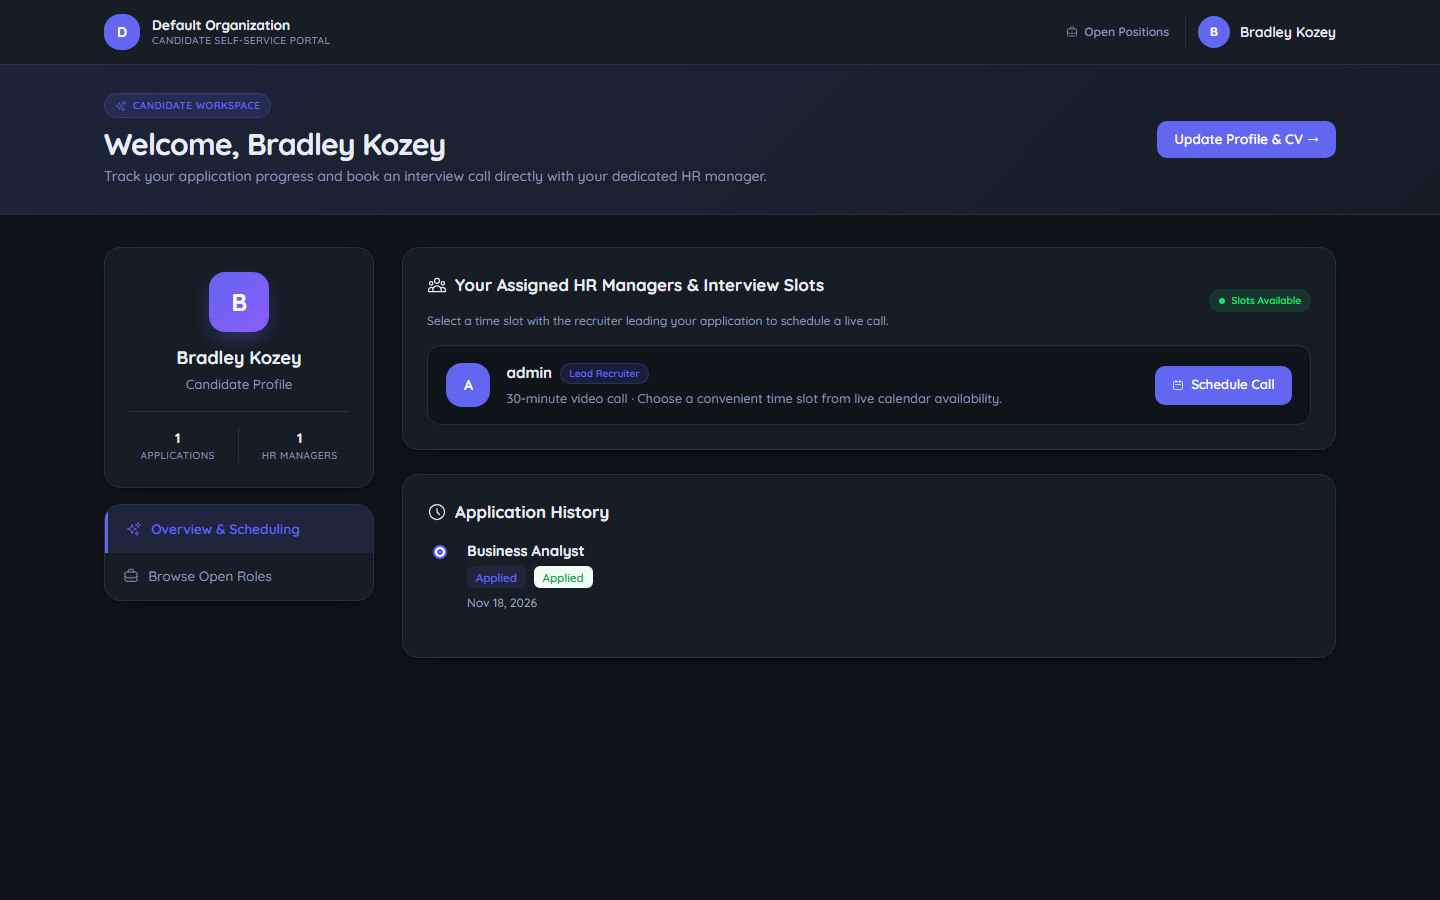 D
Default Organization
CANDIDATE SELF-SERVICE PORTAL
Open Positions
B
Bradley Kozey
CANDIDATE WORKSPACE
Welcome, Bradley Kozey
Track your application progress and book an interview call directly with your dedicated HR manager.
Update Profile & CV →
B
Bradley Kozey
Candidate Profile
1
APPLICATIONS
1
HR MANAGERS
Overview & Scheduling
Browse Open Roles
Your Assigned HR Managers & Interview Slots
Select a time slot with the recruiter leading your application to schedule a live call.
Slots Available
A
admin
Lead Recruiter
30-minute video call · Choose a convenient time slot from live calendar availability.
Schedule Call
Application History
Business Analyst
Applied
Applied
Nov 18, 2026